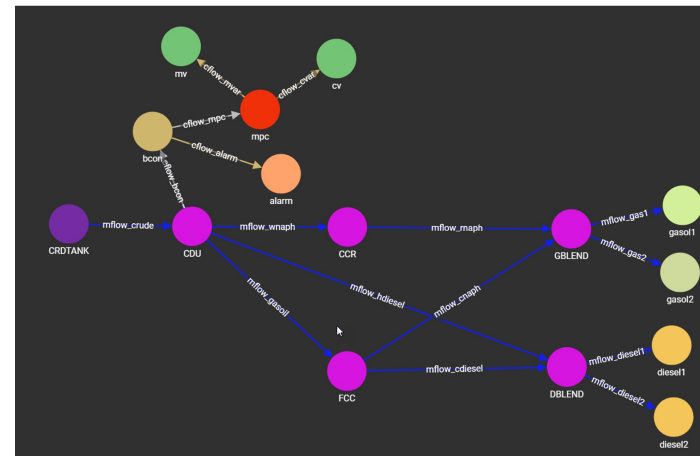 mv
cv
cflow_mvar
cflow_cvar
cflow_mpc
mpc
bcon
cflow_alarm
alarm
cflow_bcon
CRDTANK
mflow_crude
CDU
mflow_wnaph
CCR
mflow_rnaph
GBLEND
mflow_gas1
gasol1
mflow_gas2
gasol2
mflow_gasoil
mflow_hdiesel
mflow_cnaph
FCC
mflow_cdiesel
DBLEND
mflow_diesel1
diesel1
mflow_diesel2
diesel2